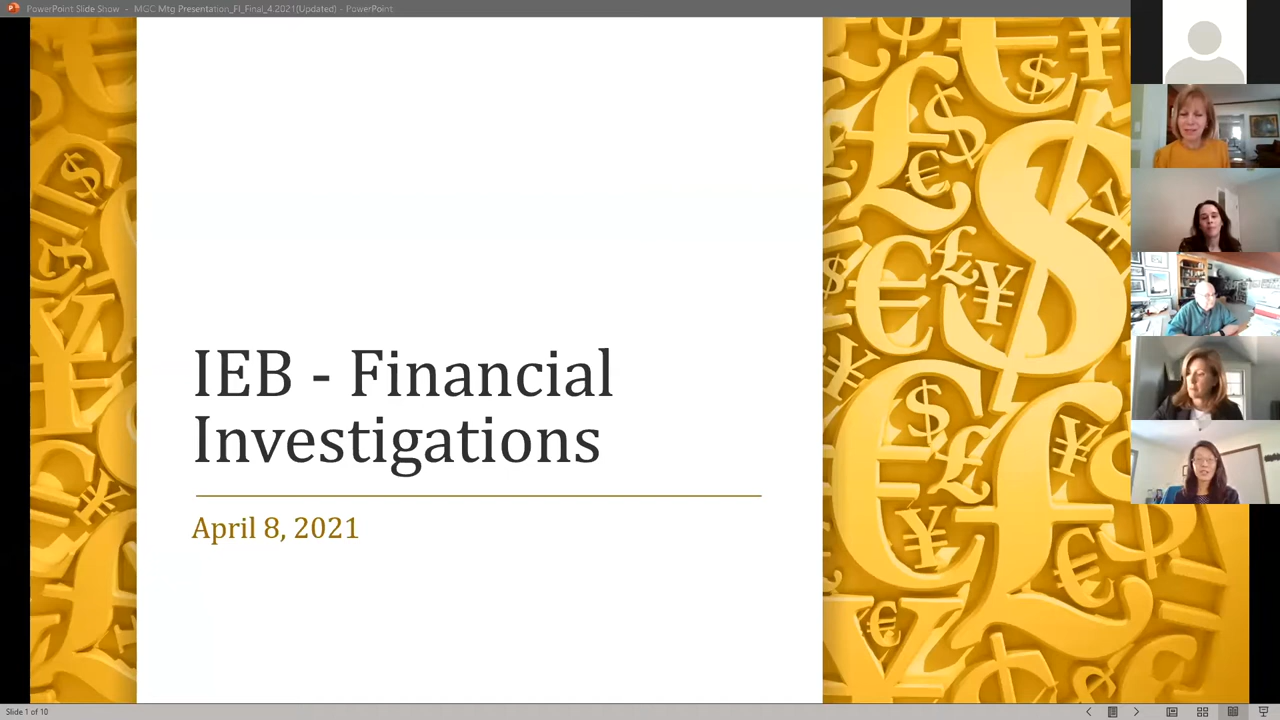 PowerPoint Slide Show - MGC Mtg Presentation_FI_Final_4.2021(Updated) - PowerPoint
IEB - Financial
Investigations
April 8, 2021
Slide 1 of 10